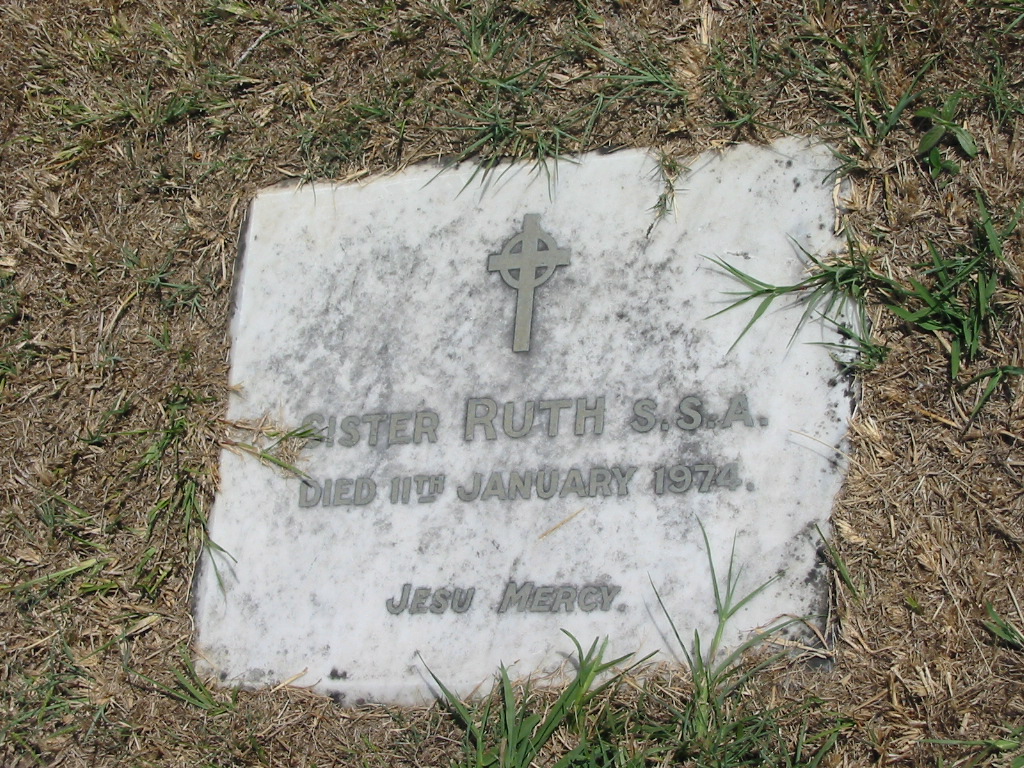 SISTER RUTH S.S.A.
DIED 11TH JANUARY 1974.
JESU MERCY.